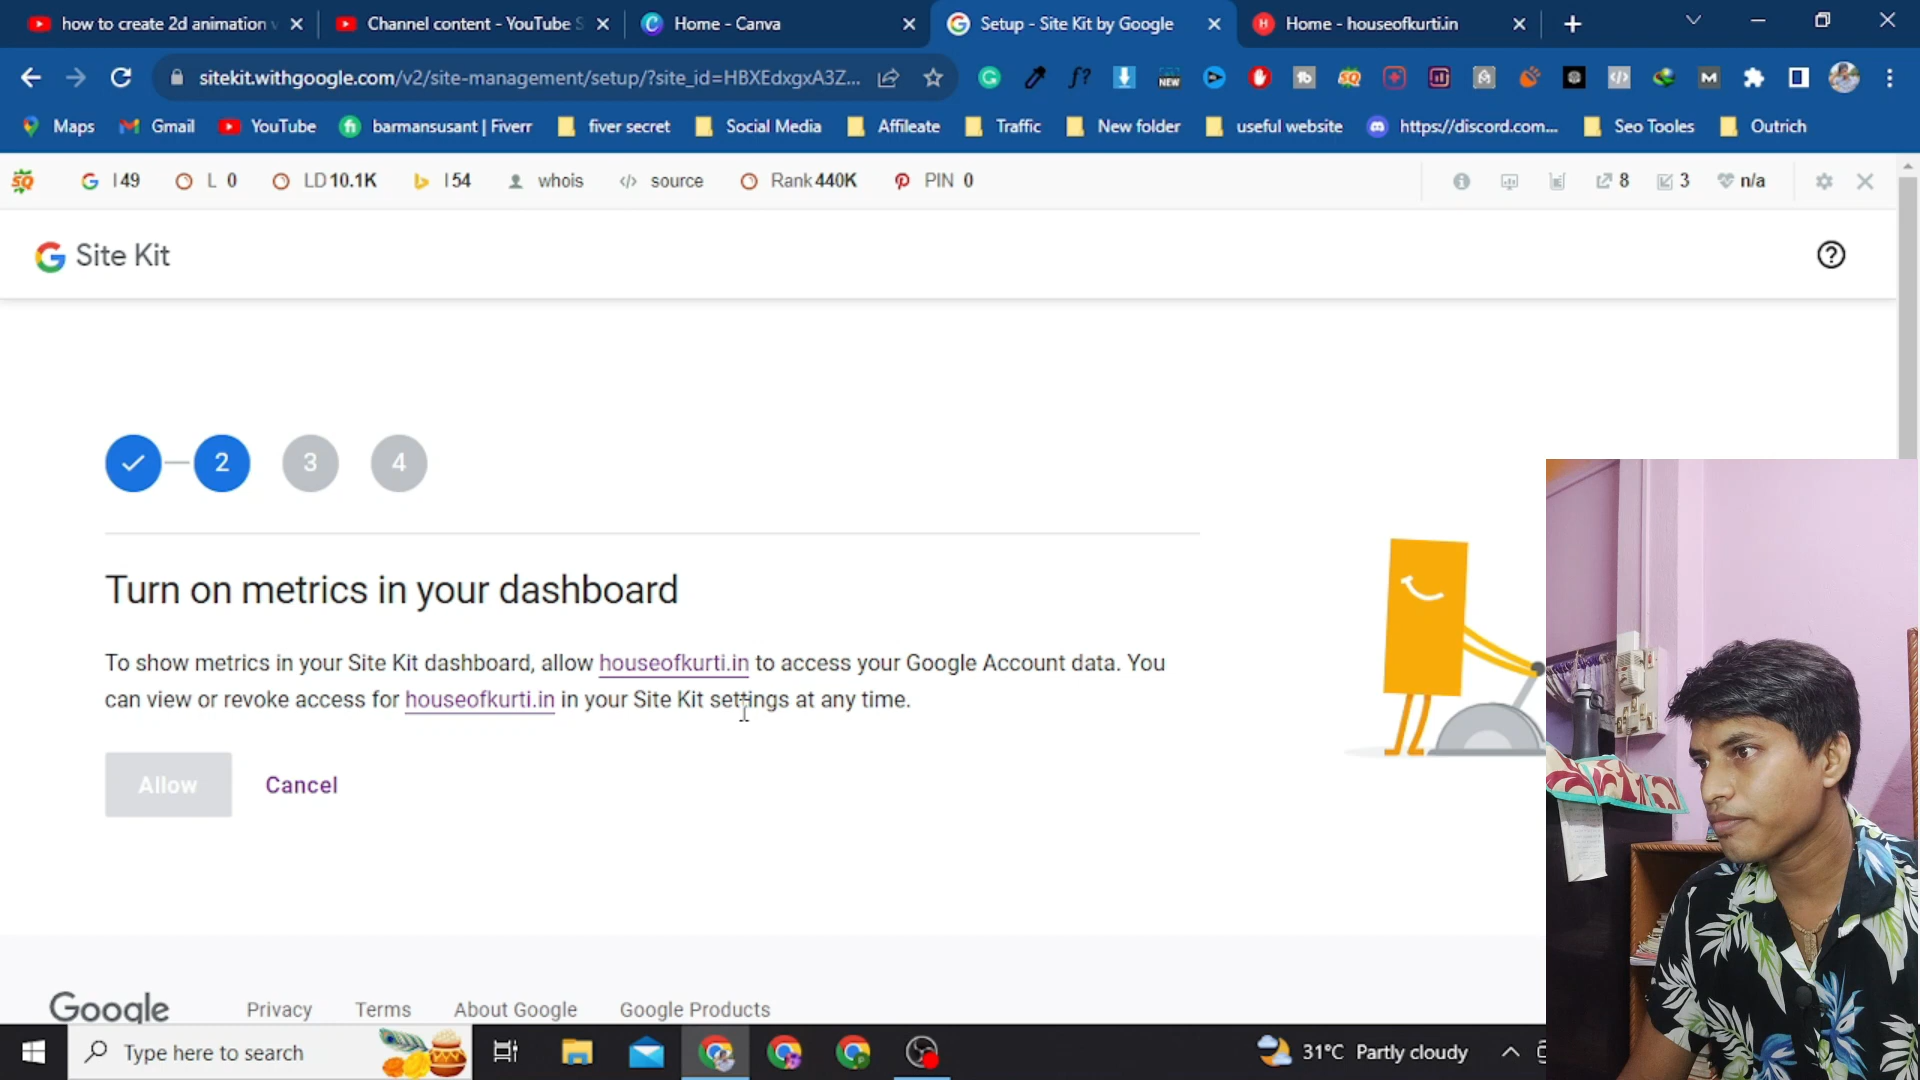 how to create 2d animation
Channel content - YouTube S
Home - Canva
Setup - Site Kit by Google
Home - houseofkurti.in
sitekit.withgoogle.com/v2/site-management/setup/?site_id=HBXEdxgxA3Z...
Maps
Gmail
YouTube
barmansusant | Fiverr
fiver secret
Social Media
Affileate
Traffic
New folder
useful website
https://discord.com...
Seo Tooles
Outrich
SQ
I 49
L 0
LD 10.1K
I 54
whois
source
Rank 440K
PIN 0
8
3
n/a
Site Kit
2
3
4
Turn on metrics in your dashboard
To show metrics in your Site Kit dashboard, allow houseofkurti.in to access your Google Account data. You
can view or revoke access for houseofkurti.in in your Site Kit settings at any time.
Allow
Cancel
Google
Privacy
Terms
About Google
Google Products
Type here to search
31°C Partly cloudy